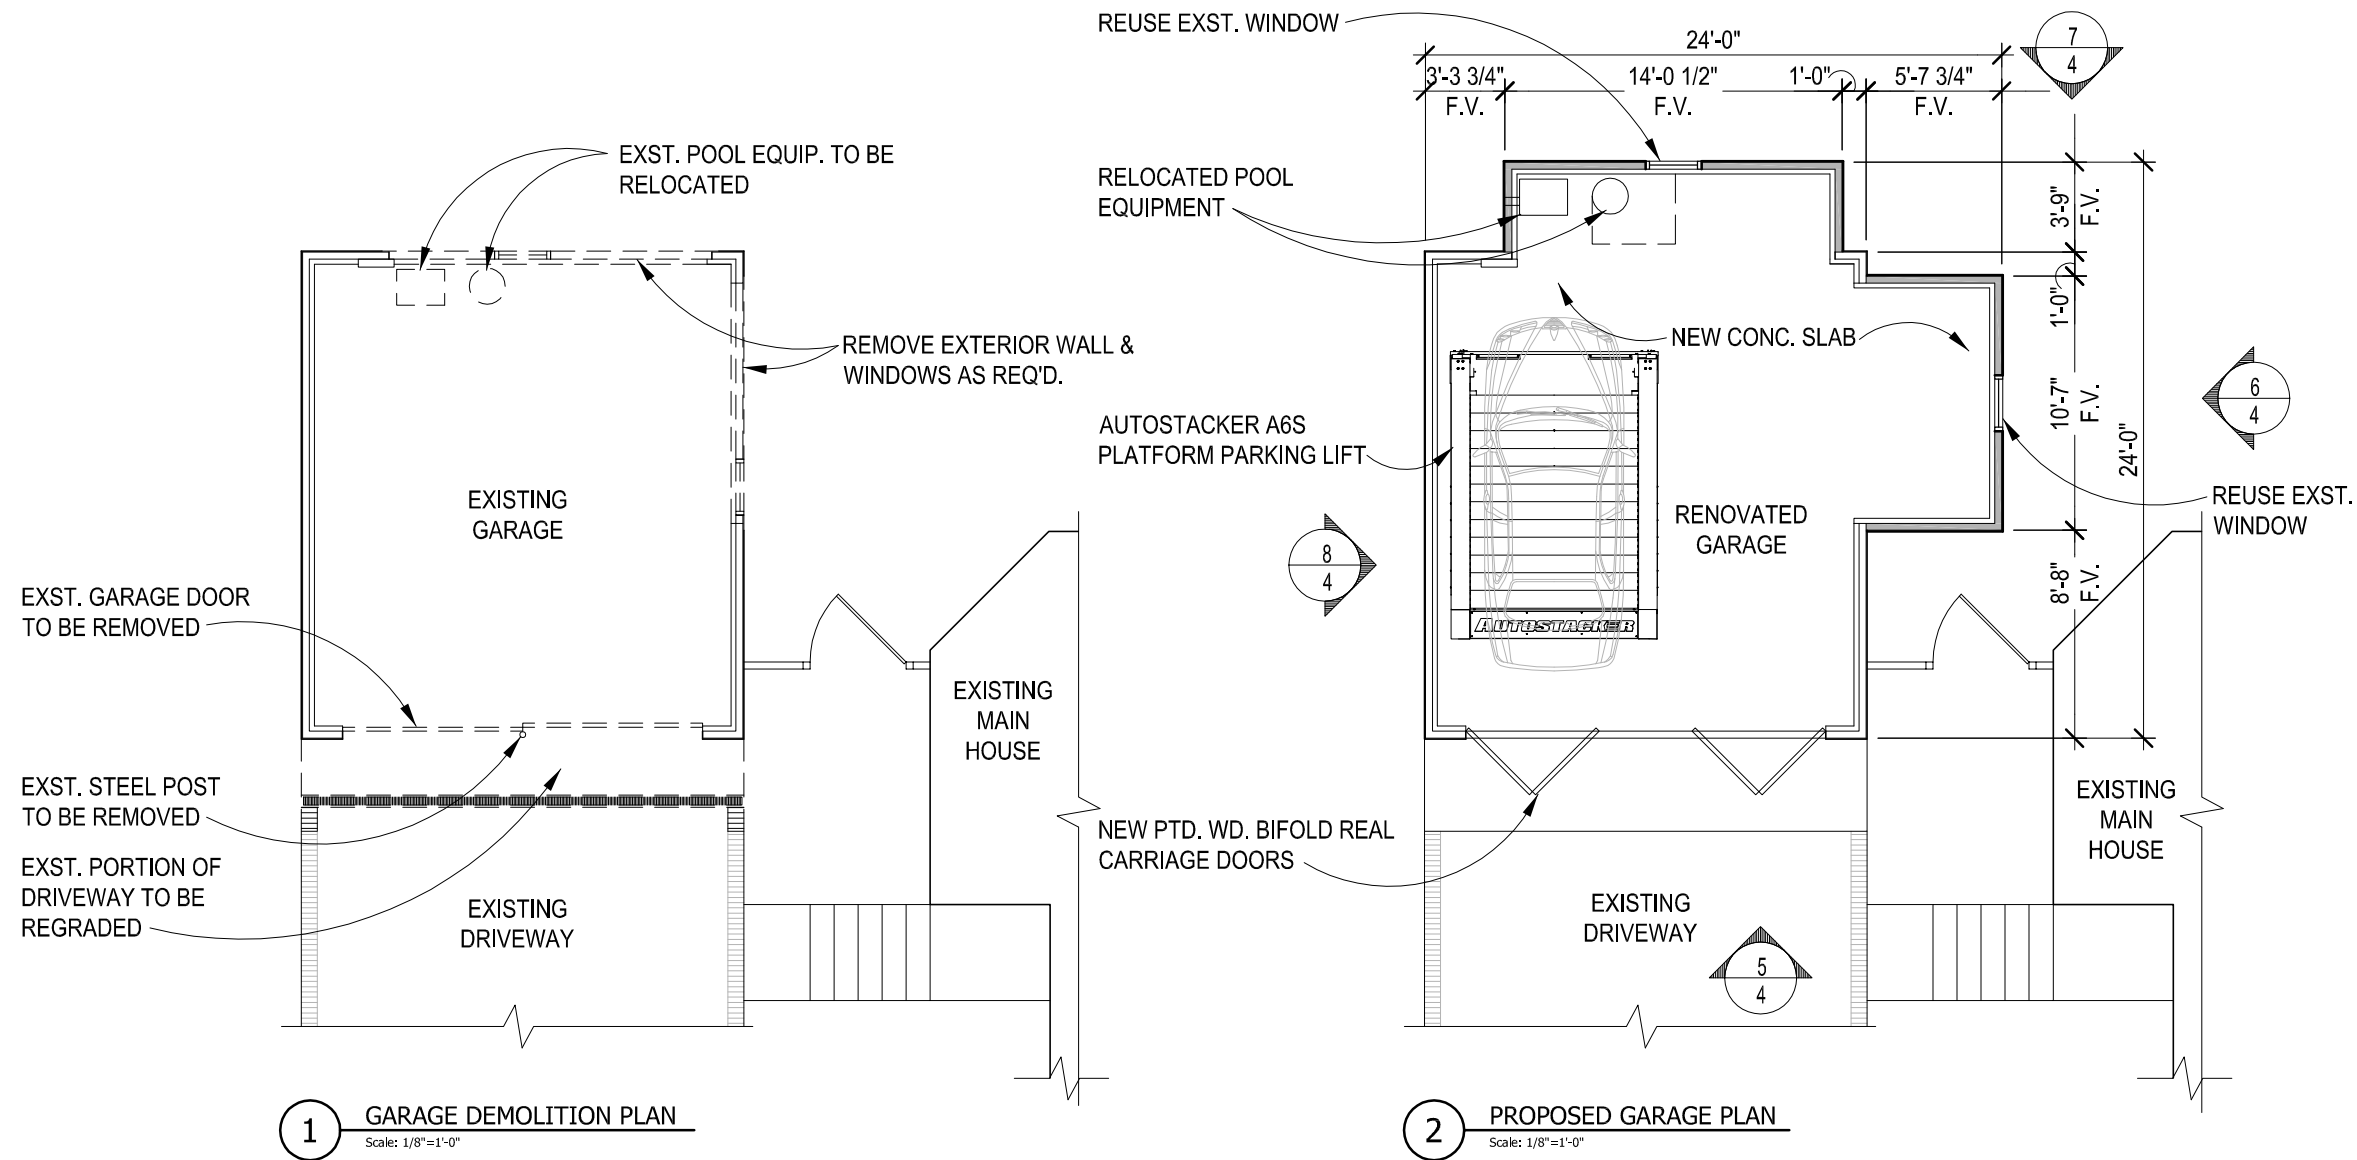 EXST. POOL EQUIP. TO BE
RELOCATED
REMOVE EXTERIOR WALL &
WINDOWS AS REQ'D.
EXISTING
GARAGE
EXST. GARAGE DOOR
TO BE REMOVED
EXISTING
MAIN
HOUSE
EXST. STEEL POST
TO BE REMOVED
EXST. PORTION OF
DRIVEWAY TO BE
REGRADED
EXISTING
DRIVEWAY
1
GARAGE DEMOLITION PLAN
Scale: 1/8"=1'-0"
REUSE EXST. WINDOW
24'-0"
3'-3 3/4"
F.V.
14'-0 1/2"
F.V.
1'-0"
5'-7 3/4"
F.V.
7
4
RELOCATED POOL
EQUIPMENT
3'-9"
F.V.
1'-0"
NEW CONC. SLAB
10'-7"
F.V.
24'-0"
6
4
AUTOSTACKER A6S
PLATFORM PARKING LIFT
REUSE EXST.
WINDOW
RENOVATED
GARAGE
8
4
8'-8"
F.V.
AUTOSTACKER
NEW PTD. WD. BIFOLD REAL
CARRIAGE DOORS
EXISTING
MAIN
HOUSE
EXISTING
DRIVEWAY
5
4
2
PROPOSED GARAGE PLAN
Scale: 1/8"=1'-0"